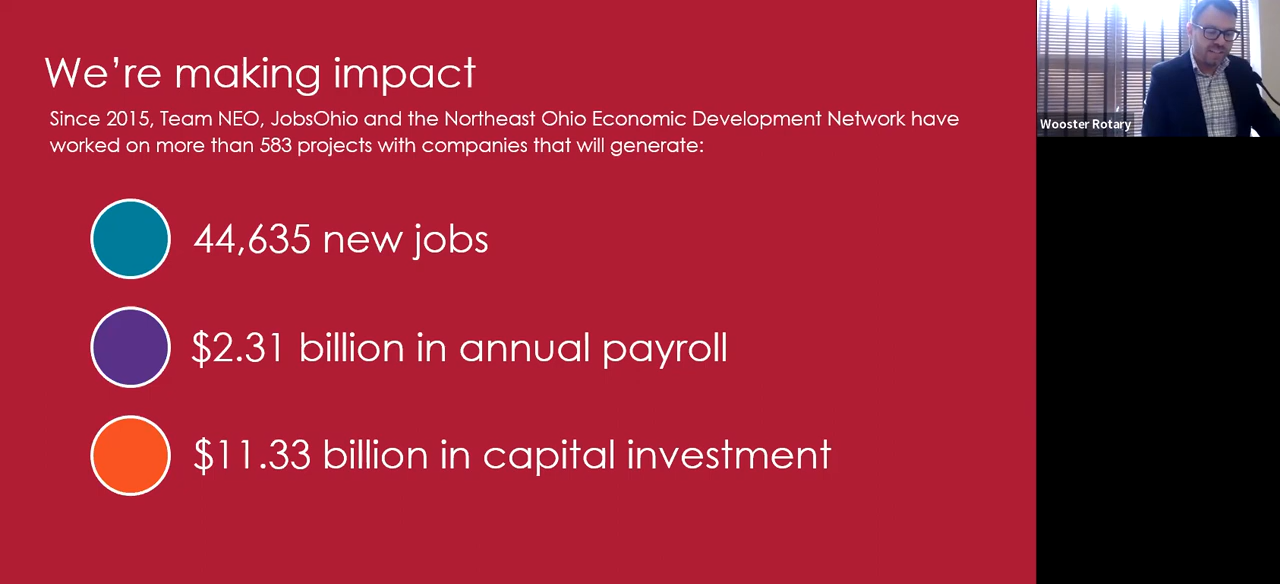 We're making impact
Since 2015, Team NEO, JobsOhio and the Northeast Ohio Economic Development Network have
worked on more than 583 projects with companies that will generate:
44,635 new jobs
$2.31 billion in annual payroll
$11.33 billion in capital investment
Wooster Rotary